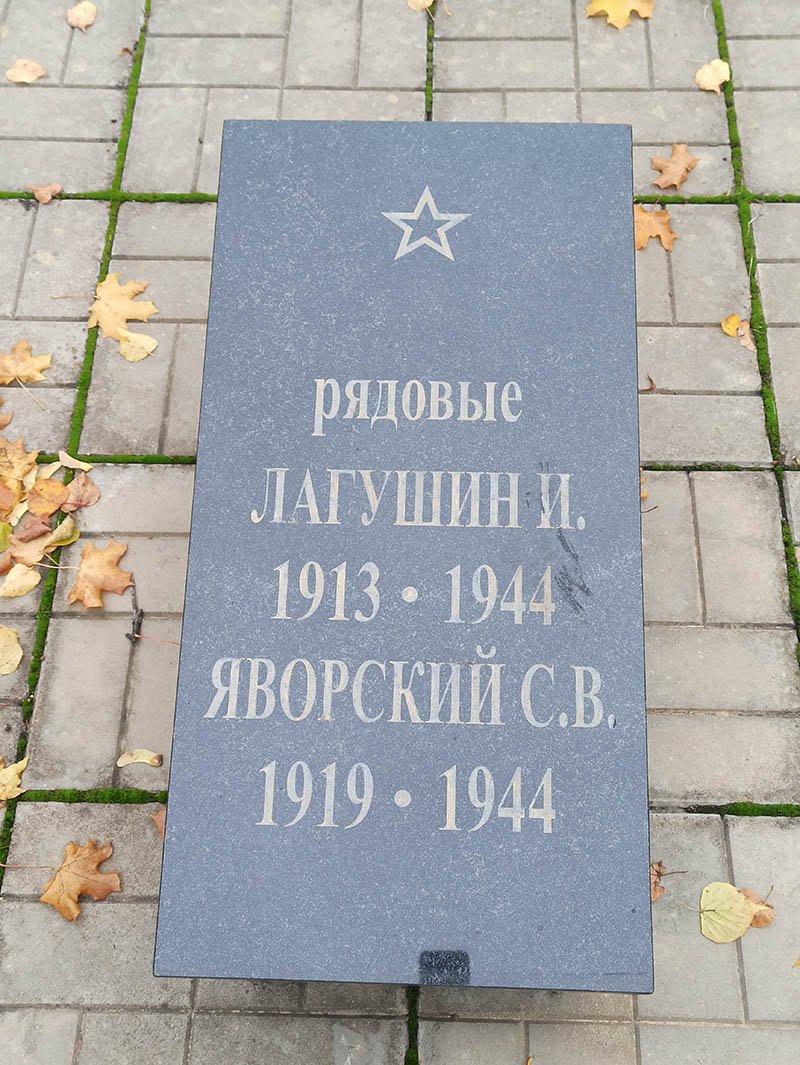 рядовые
ЛАГУШИН И.
1913 • 1944
ЯВОРСКИЙ С.В.
1919 • 1944